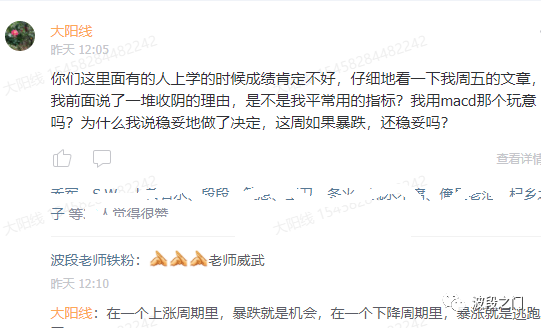 大阳线
昨天 12:05
你们这里面有的人上学的时候成绩肯定不好，仔细地看一下我周五的文章，
我前面说了一堆收阴的理由，是不是我平常用的指标？我用macd那个玩意
吗？为什么我说稳妥地做了决定，这周如果暴跌，还稳妥吗？
查看详情
子 等 人觉得很赞
波段老师铁粉：老师威武
昨天 12:10
大阳线：在一个上涨周期里，暴跌就是机会，在一个下降周期里，暴涨就是逃跑
波段之门
大阳线 15458284482242